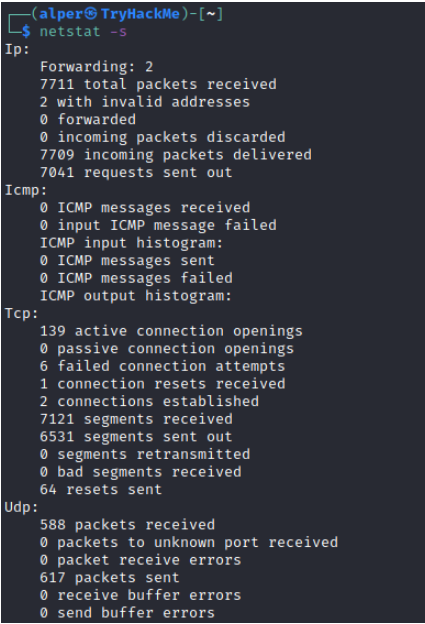 ┌──(alper㉿TryHackMe)-[~]
└─$ netstat -s
Ip:
    Forwarding: 2
    7711 total packets received
    2 with invalid addresses
    0 forwarded
    0 incoming packets discarded
    7709 incoming packets delivered
    7041 requests sent out
Icmp:
    0 ICMP messages received
    0 input ICMP message failed
    ICMP input histogram:
    0 ICMP messages sent
    0 ICMP messages failed
    ICMP output histogram:
Tcp:
    139 active connection openings
    0 passive connection openings
    6 failed connection attempts
    1 connection resets received
    2 connections established
    7121 segments received
    6531 segments sent out
    0 segments retransmitted
    0 bad segments received
    64 resets sent
Udp:
    588 packets received
    0 packets to unknown port received
    0 packet receive errors
    617 packets sent
    0 receive buffer errors
    0 send buffer errors